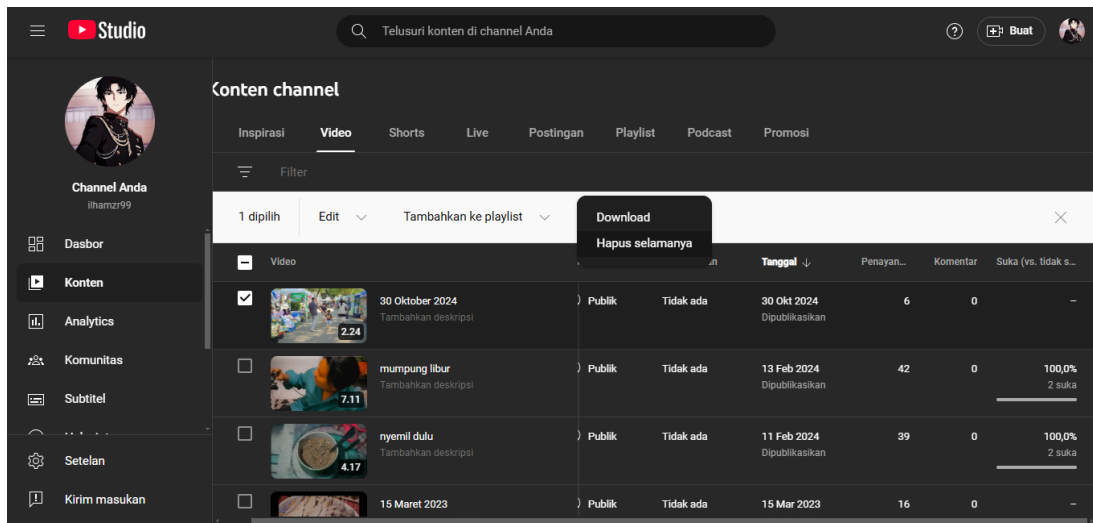 Studio
Telusuri konten di channel Anda
Buat
Channel Anda
ilhamzr99
Dasbor
Konten
Analytics
Komunitas
Subtitel
Setelan
Kirim masukan
Konten channel
Inspirasi Video Shorts Live Postingan Playlist Podcast Promosi
Filter
1 dipilih Edit Tambahkan ke playlist
Download
Hapus selamanya
Video Tanggal Penayan... Komentar Suka (vs. tidak s...
30 Oktober 2024 Publik Tidak ada 30 Okt 2024 6 0 –
Tambahkan deskripsi Dipublikasikan
2.24
mumpung libur Publik Tidak ada 13 Feb 2024 42 0 100,0%
Tambahkan deskripsi Dipublikasikan 2 suka
7.11
nyemil dulu Publik Tidak ada 11 Feb 2024 39 0 100,0%
Tambahkan deskripsi Dipublikasikan 2 suka
4.17
15 Maret 2023 Publik Tidak ada 15 Mar 2023 16 0 –